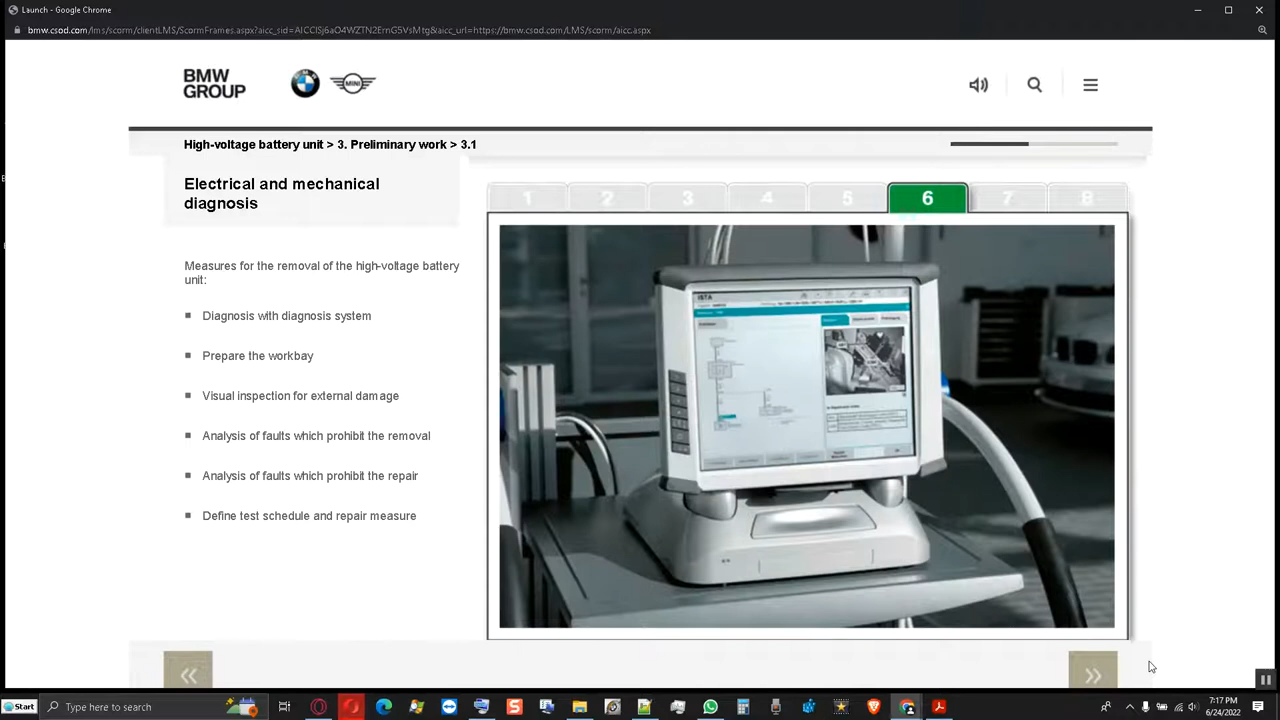 Launch - Google Chrome
bmw.csod.com/lms/scorm/clientLMS/ScormFrames.aspx?aicc_sid=AICCISj6aO4WZTN2ErnG5VsMtg&aicc_url=https://bmw.csod.com/LMS/scorm/aicc.aspx
BMW
GROUP
MINI
High-voltage battery unit > 3. Preliminary work > 3.1
Electrical and mechanical
diagnosis
1 2 3 4 5 6 7 8
Measures for the removal of the high-voltage battery
unit:
Diagnosis with diagnosis system
Prepare the workbay
Visual inspection for external damage
Analysis of faults which prohibit the removal
Analysis of faults which prohibit the repair
Define test schedule and repair measure
ISTA
Start
Type here to search
7:17 PM
6/24/2022